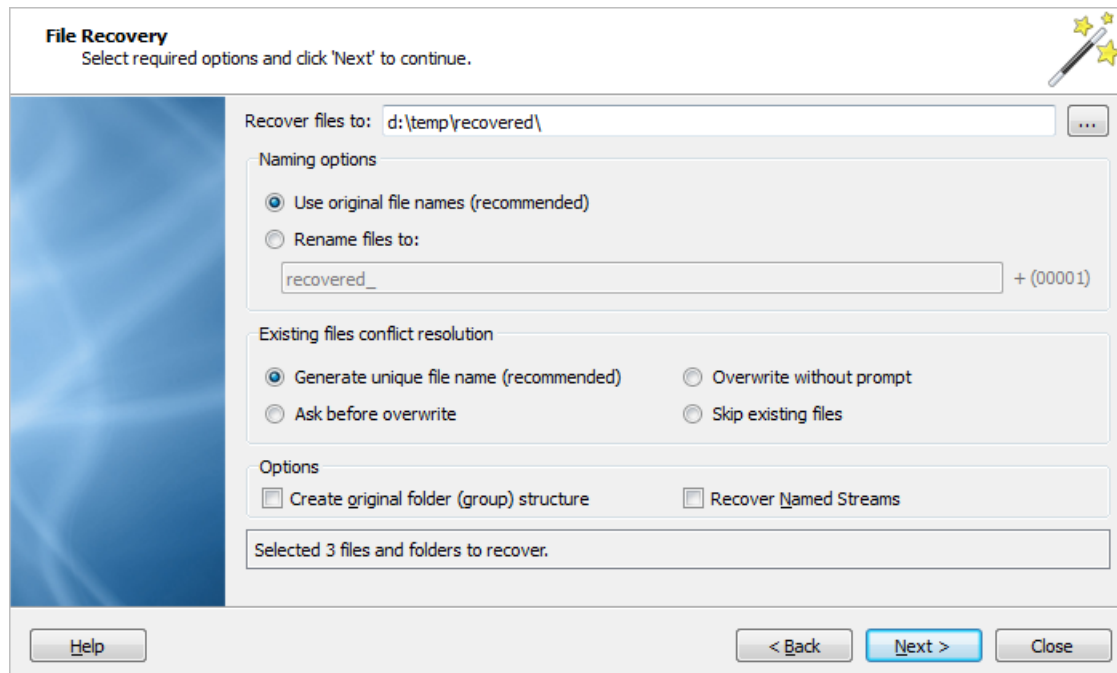 File Recovery
Select required options and click 'Next' to continue.
Recover files to: d:\temp\recovered\ ...
Naming options
Use original file names (recommended)
Rename files to:
recovered_ + (00001)
Existing files conflict resolution
Generate unique file name (recommended) Overwrite without prompt
Ask before overwrite Skip existing files
Options
Create original folder (group) structure Recover Named Streams
Selected 3 files and folders to recover.
Help < Back Next > Close